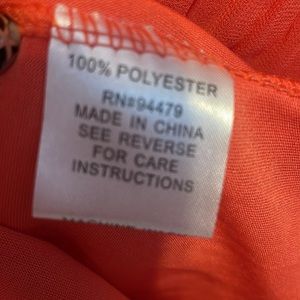 100% POLYESTER
RN#94479
MADE IN CHINA
SEE REVERSE
FOR CARE
INSTRUCTIONS